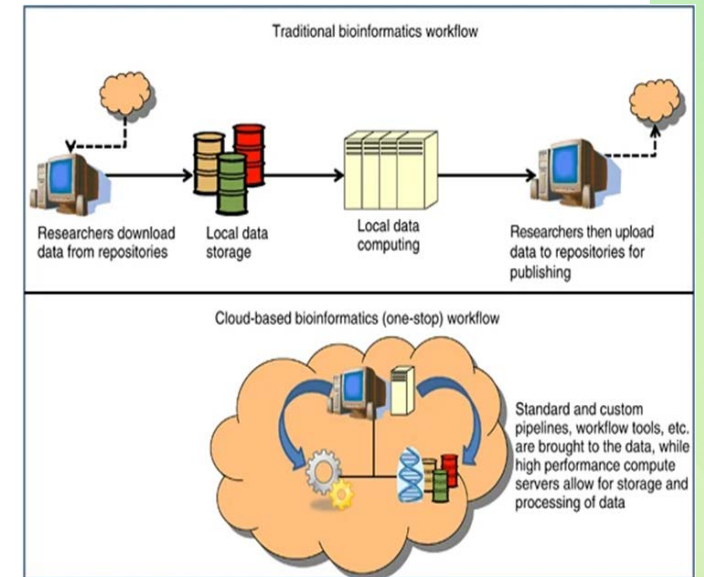 Traditional bioinformatics workflow
Researchers download
data from repositories
Local data
storage
Local data
computing
Researchers then upload
data to repositories for
publishing
Cloud-based bioinformatics (one-stop) workflow
Standard and custom
pipelines, workflow tools, etc.
are brought to the data, while
high performance compute
servers allow for storage and
processing of data